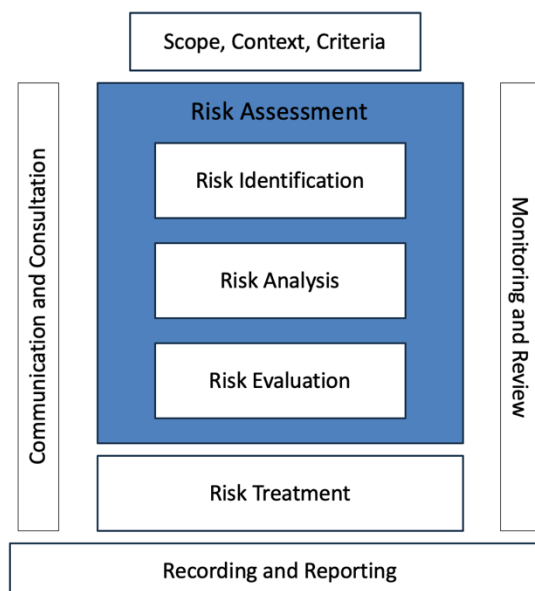 Scope, Context, Criteria
Communication and Consultation
Risk Assessment
Risk Identification
Risk Analysis
Risk Evaluation
Monitoring and Review
Risk Treatment
Recording and Reporting